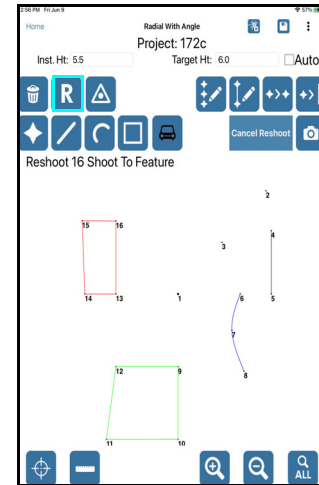 2:56 PM Fri Jun 9 57%
Home Radial With Angle
Project: 172c
Inst. Ht: 5.5 Target Ht: 6.0 Auto
R
Cancel Reshoot
Reshoot 16 Shoot To Feature
2
15 16 4
3
14 13 1 6 5
7
12 9 8
11 10
ALL